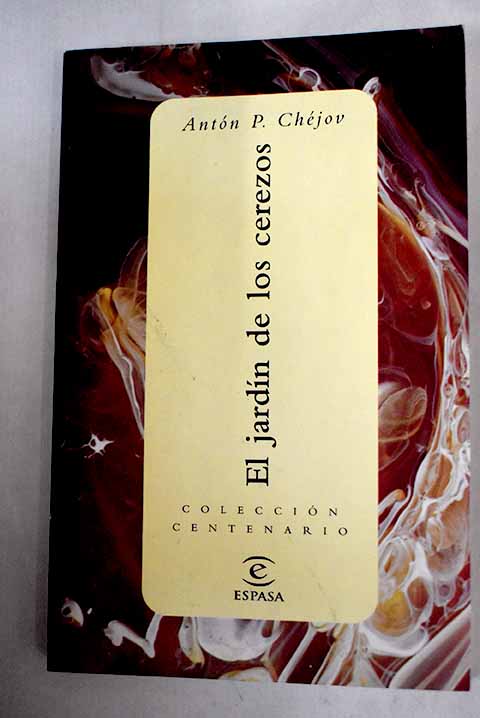 Antón P. Chéjov
El jardín de los cerezos
COLECCIÓN
CENTENARIO
e
ESPASA